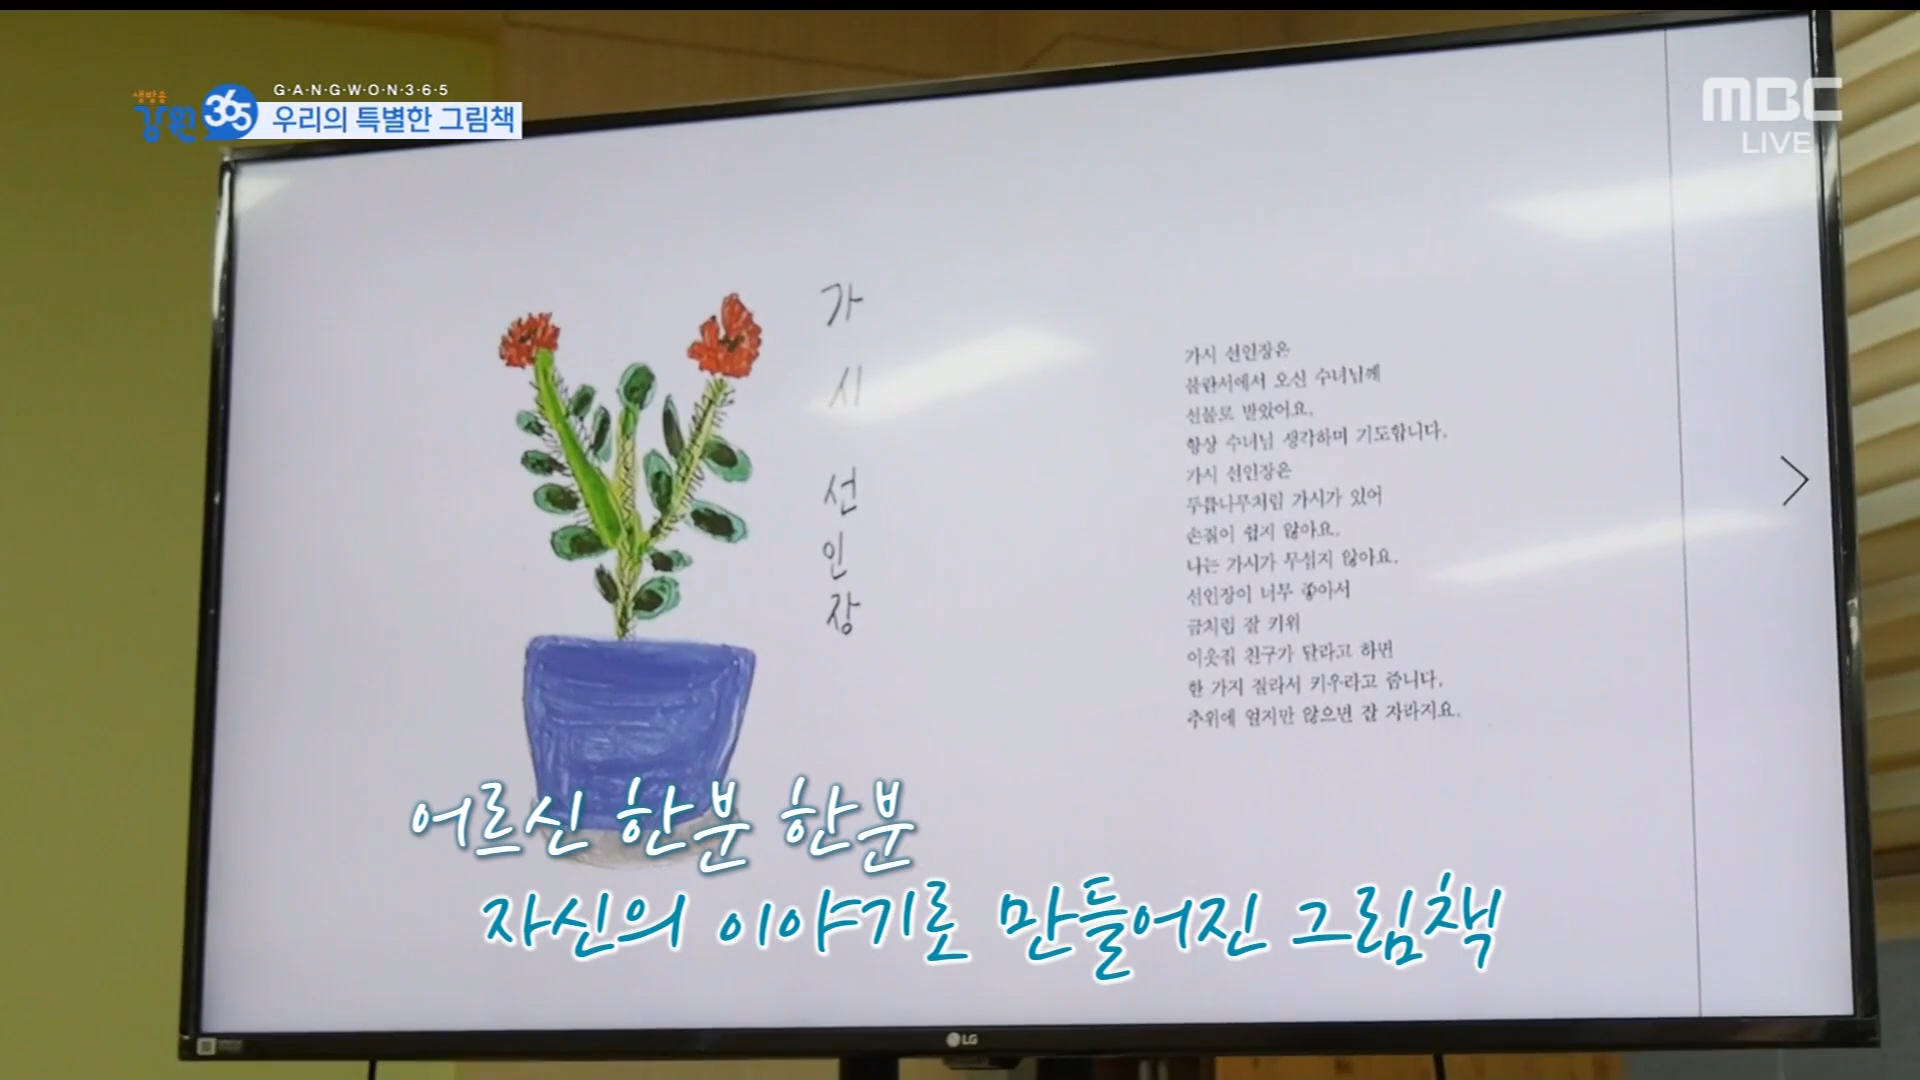 G·A·N·G·W·O·N·3·6·5
생방송
강원 365
우리의 특별한 그림책
MBC
LIVE
가시 선인장
가시 선인장은
불란서에서 오신 수녀님께
선물로 받았어요.
항상 수녀님 생각하며 기도합니다.
가시 선인장은
두릅나무처럼 가시가 있어
손질이 쉽지 않아요.
나는 가시가 무섭지 않아요.
선인장이 너무 좋아서
금처럼 잘 키워
이웃집 친구가 달라고 하면
한 가지 잘라서 키우라고 줍니다.
추위에 얼지만 않으면 잘 자라지요.
어르신 한분 한분
자신의 이야기로 만들어진 그림책
LG